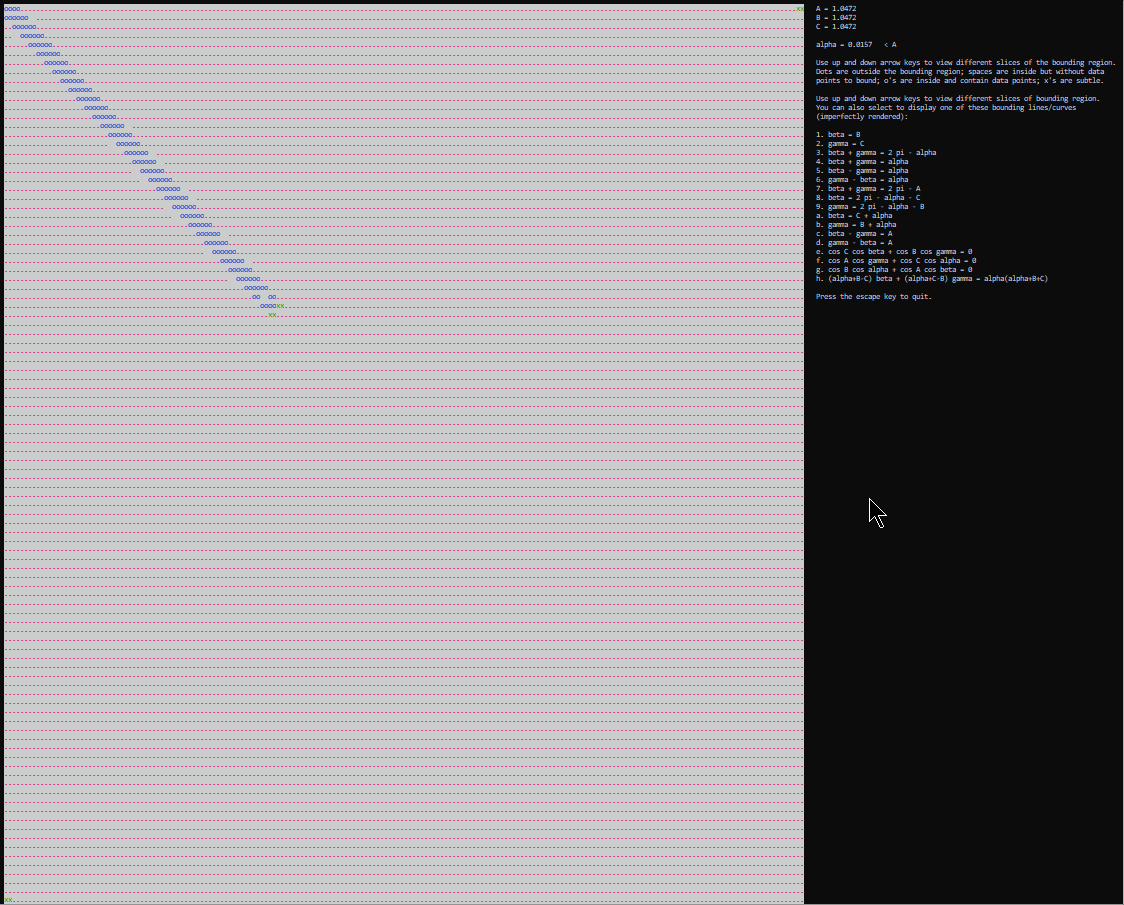 A = 1.0472
B = 1.0472
C = 1.0472
alpha = 0.0157 < A
Use up and down arrow keys to view different slices of the bounding region.
Dots are outside the bounding region; spaces are inside but without data
points to bound; o's are inside and contain data points; x's are subtle.
Use up and down arrow keys to view different slices of bounding region.
You can also select to display one of these bounding lines/curves
(imperfectly rendered):
1. beta = B
2. gamma = C
3. beta + gamma = 2 pi - alpha
4. beta + gamma = alpha
5. beta - gamma = alpha
6. gamma - beta = alpha
7. beta + gamma = 2 pi - A
8. beta = 2 pi - alpha - C
9. gamma = 2 pi - alpha - B
a. beta = C + alpha
b. gamma = B + alpha
c. beta - gamma = A
d. gamma - beta = A
e. cos C cos beta + cos B cos gamma = 0
f. cos A cos gamma + cos C cos alpha = 0
g. cos B cos alpha + cos A cos beta = 0
h. (alpha+B-C) beta + (alpha+C-B) gamma = alpha(alpha+B+C)
Press the escape key to quit.